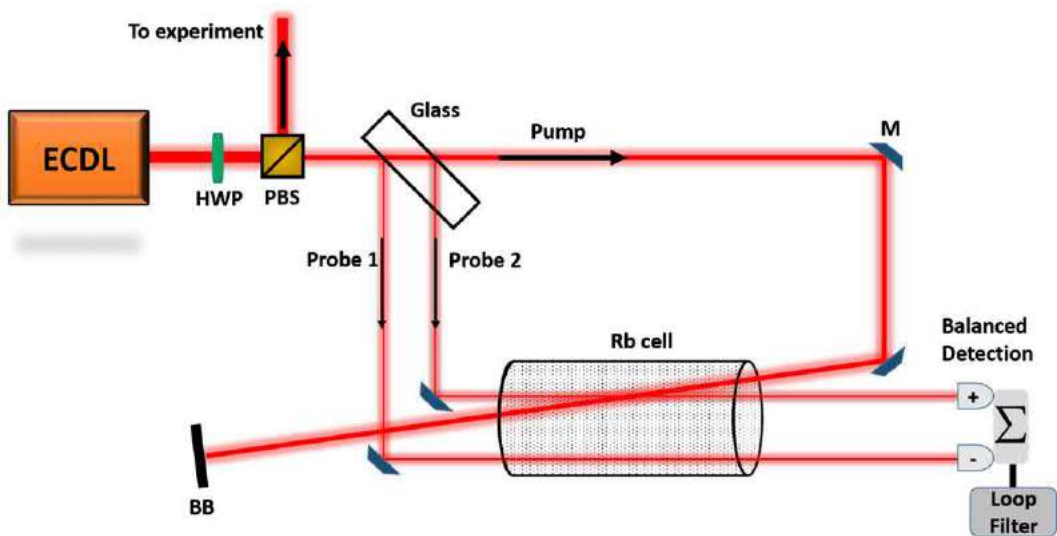 To experiment
Glass
Pump
M
ECDL
HWP
PBS
Probe 1
Probe 2
Rb cell
Balanced
Detection
+
Σ
-
BB
Loop
Filter